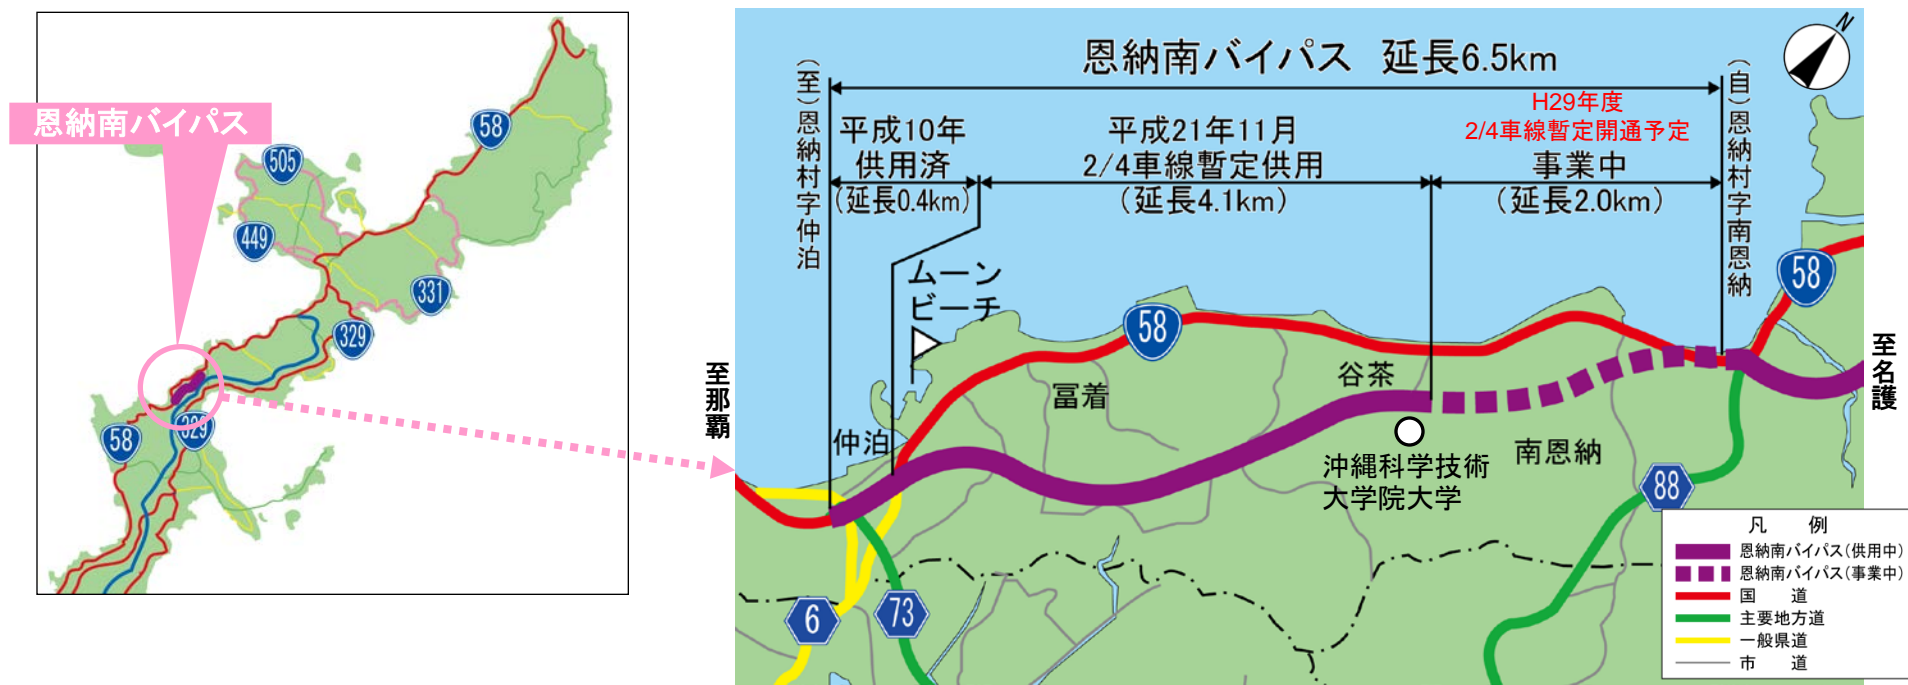 恩納南バイパス
58
505
449
331
329
58
329
恩納南バイパス 延長6.5km
N
(至)恩納村字仲泊
(自)恩納村字南恩納
平成10年
供用済
(延長0.4km)
平成21年11月
2/4車線暫定供用
(延長4.1km)
H29年度
2/4車線暫定開通予定
事業中
(延長2.0km)
ムーン
ビーチ
58
58
至那覇
至名護
仲泊
冨着
谷茶
南恩納
沖縄科学技術
大学院大学
88
6
73
凡 例
恩納南バイパス(供用中)
恩納南バイパス(事業中)
国 道
主要地方道
一般県道
市 道